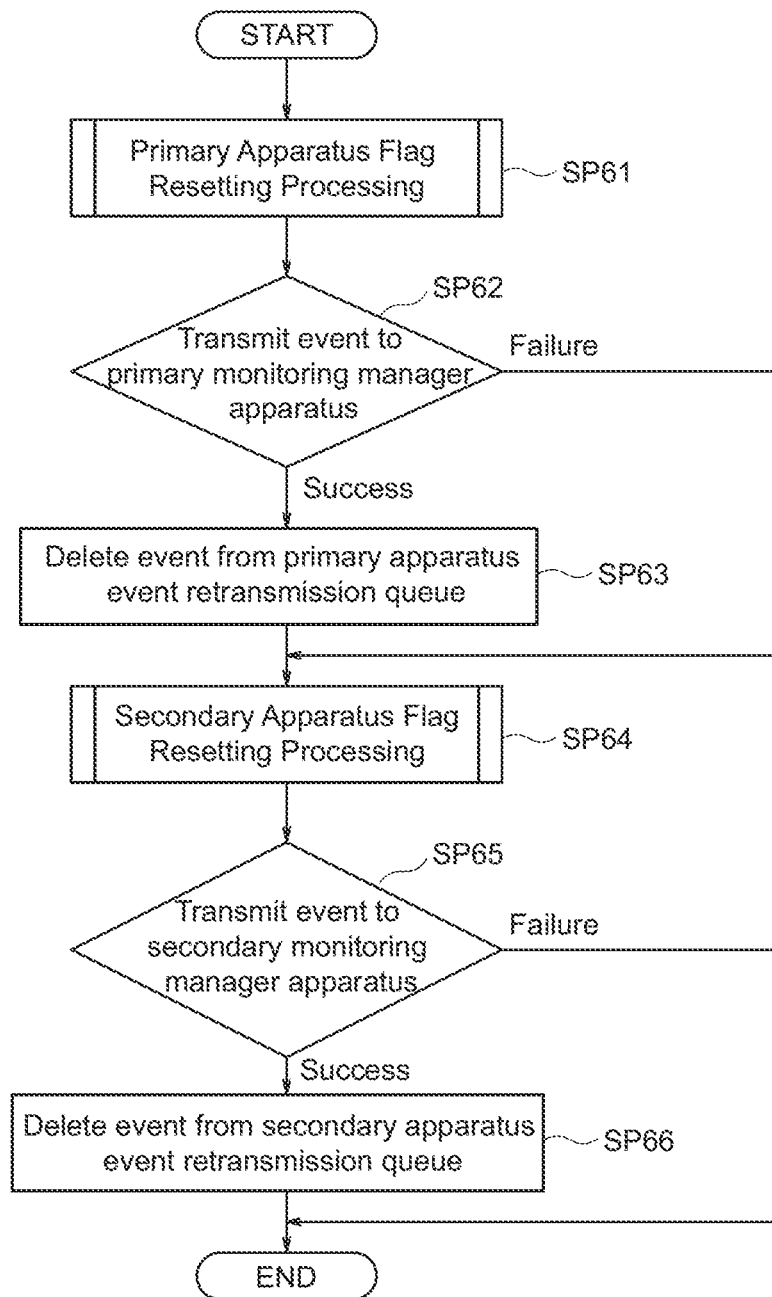 START
Primary Apparatus Flag
Resetting Processing
SP61
SP62
Transmit event to
primary monitoring manager
apparatus
Failure
Success
Delete event from primary apparatus
event retransmission queue
SP63
Secondary Apparatus Flag
Resetting Processing
SP64
SP65
Transmit event to
secondary monitoring
manager apparatus
Failure
Success
Delete event from secondary apparatus
event retransmission queue
SP66
END